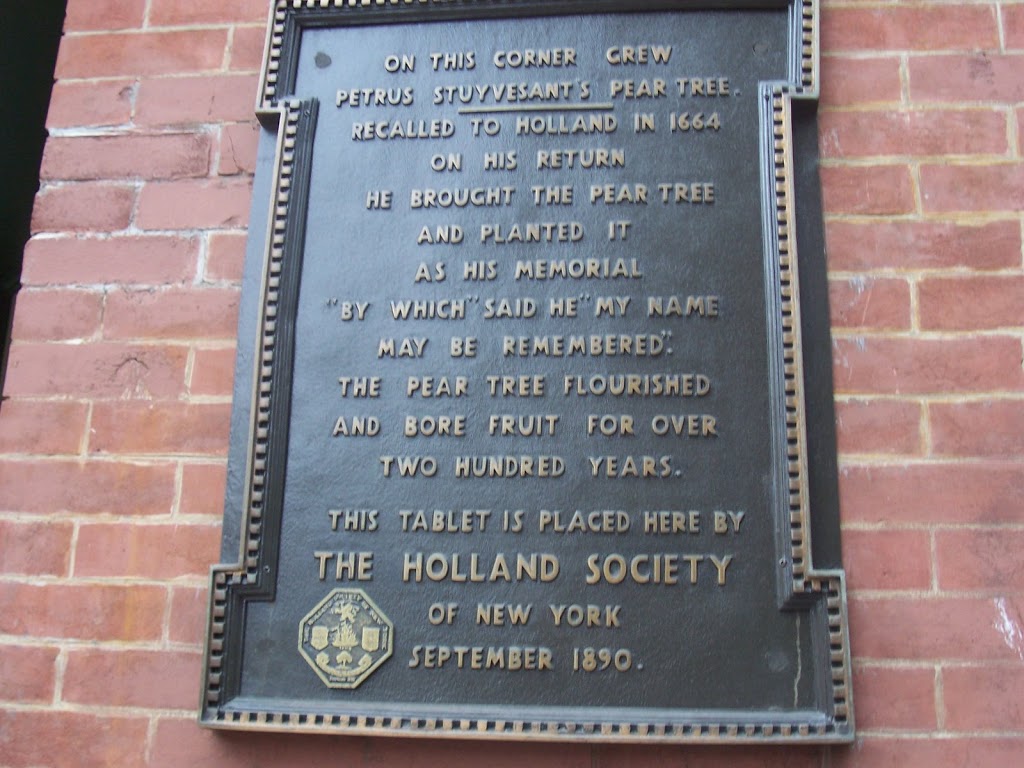 ON THIS CORNER GREW
PETRUS STUYVESANT'S PEAR TREE.
RECALLED TO HOLLAND IN 1664
ON HIS RETURN
HE BROUGHT THE PEAR TREE
AND PLANTED IT
AS HIS MEMORIAL
"BY WHICH" SAID HE "MY NAME
MAY BE REMEMBERED".
THE PEAR TREE FLOURISHED
AND BORE FRUIT FOR OVER
TWO HUNDRED YEARS.
THIS TABLET IS PLACED HERE BY
THE HOLLAND SOCIETY
OF NEW YORK
SEPTEMBER 1890.